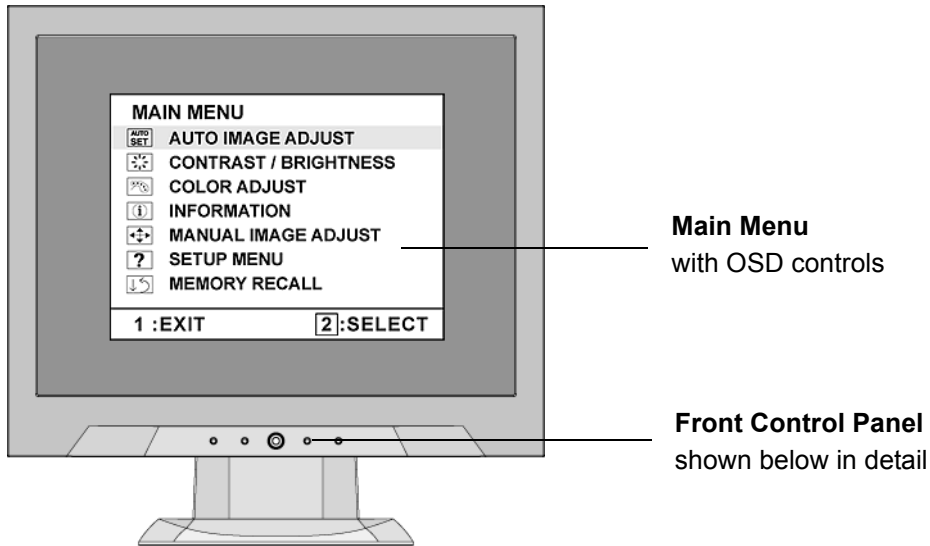 MAIN MENU
AUTO SET AUTO IMAGE ADJUST
CONTRAST / BRIGHTNESS
COLOR ADJUST
INFORMATION
MANUAL IMAGE ADJUST
? SETUP MENU
MEMORY RECALL
1 :EXIT 2:SELECT
Main Menu
with OSD controls
Front Control Panel
shown below in detail